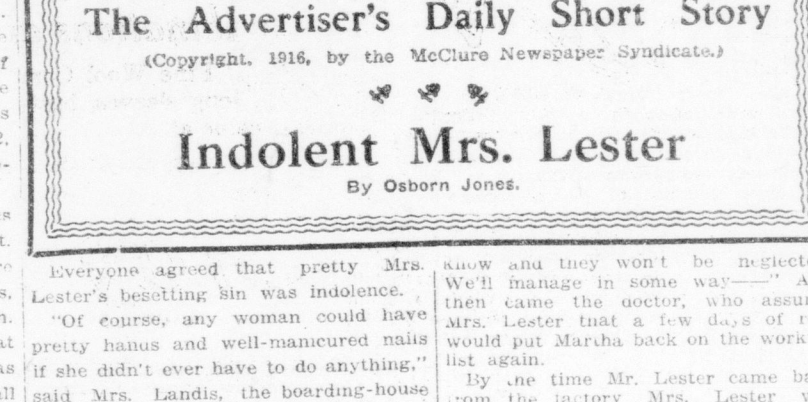 The Advertiser's Daily Short Story
(Copyright, 1916, by the McClure Newspaper Syndicate.)
Indolent Mrs. Lester
By Osborn Jones.
Everyone agreed that pretty Mrs.
Lester's besetting sin was indolence.
"Of course, any woman could have
pretty hands and well-manicured nails
if she didn't ever have to do anything,"
said Mrs. Landis, the boarding-house
know and they won't be
We'll manage in some way——"
then came the doctor, who
Mrs. Lester that a few days of
would put Martha back on the
list again.
By the time Mr. Lester came
from the factory Mrs. Lester